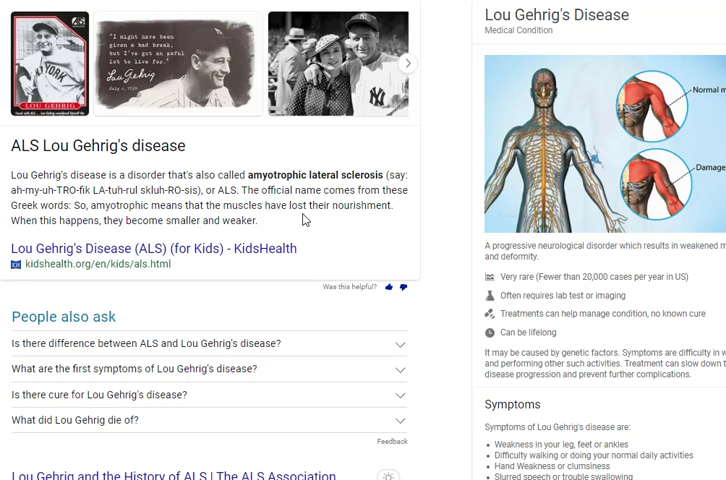 NEW YORK
LOU GEHRIG
"I might have been
given a bad break,
but I've got an awful
lot to live for."
Lou Gehrig
July 4, 1939
ALS Lou Gehrig's disease
Lou Gehrig's disease is a disorder that's also called amyotrophic lateral sclerosis (say:
ah-my-uh-TRO-fik LA-tuh-rul skluh-RO-sis), or ALS. The official name comes from these
Greek words: So, amyotrophic means that the muscles have lost their nourishment.
When this happens, they become smaller and weaker.
Lou Gehrig's Disease (ALS) (for Kids) - KidsHealth
kidshealth.org/en/kids/als.html
Was this helpful?
People also ask
Is there difference between ALS and Lou Gehrig's disease?
What are the first symptoms of Lou Gehrig's disease?
Is there cure for Lou Gehrig's disease?
What did Lou Gehrig die of?
Feedback
Lou Gehrig and the History of ALS | The ALS Association
Lou Gehrig's Disease
Medical Condition
Normal m
Damage
A progressive neurological disorder which results in weakened m
and deformity.
Very rare (Fewer than 20,000 cases per year in US)
Often requires lab test or imaging
Treatments can help manage condition, no known cure
Can be lifelong
It may be caused by genetic factors. Symptoms are difficulty in w
and performing other such activities. Treatment can slow down t
disease progression and prevent further complications.
Symptoms
Symptoms of Lou Gehrig's disease are:
Weakness in your leg, feet or ankles
Difficulty walking or doing your normal daily activities
Hand Weakness or clumsiness
Slurred speech or trouble swallowing